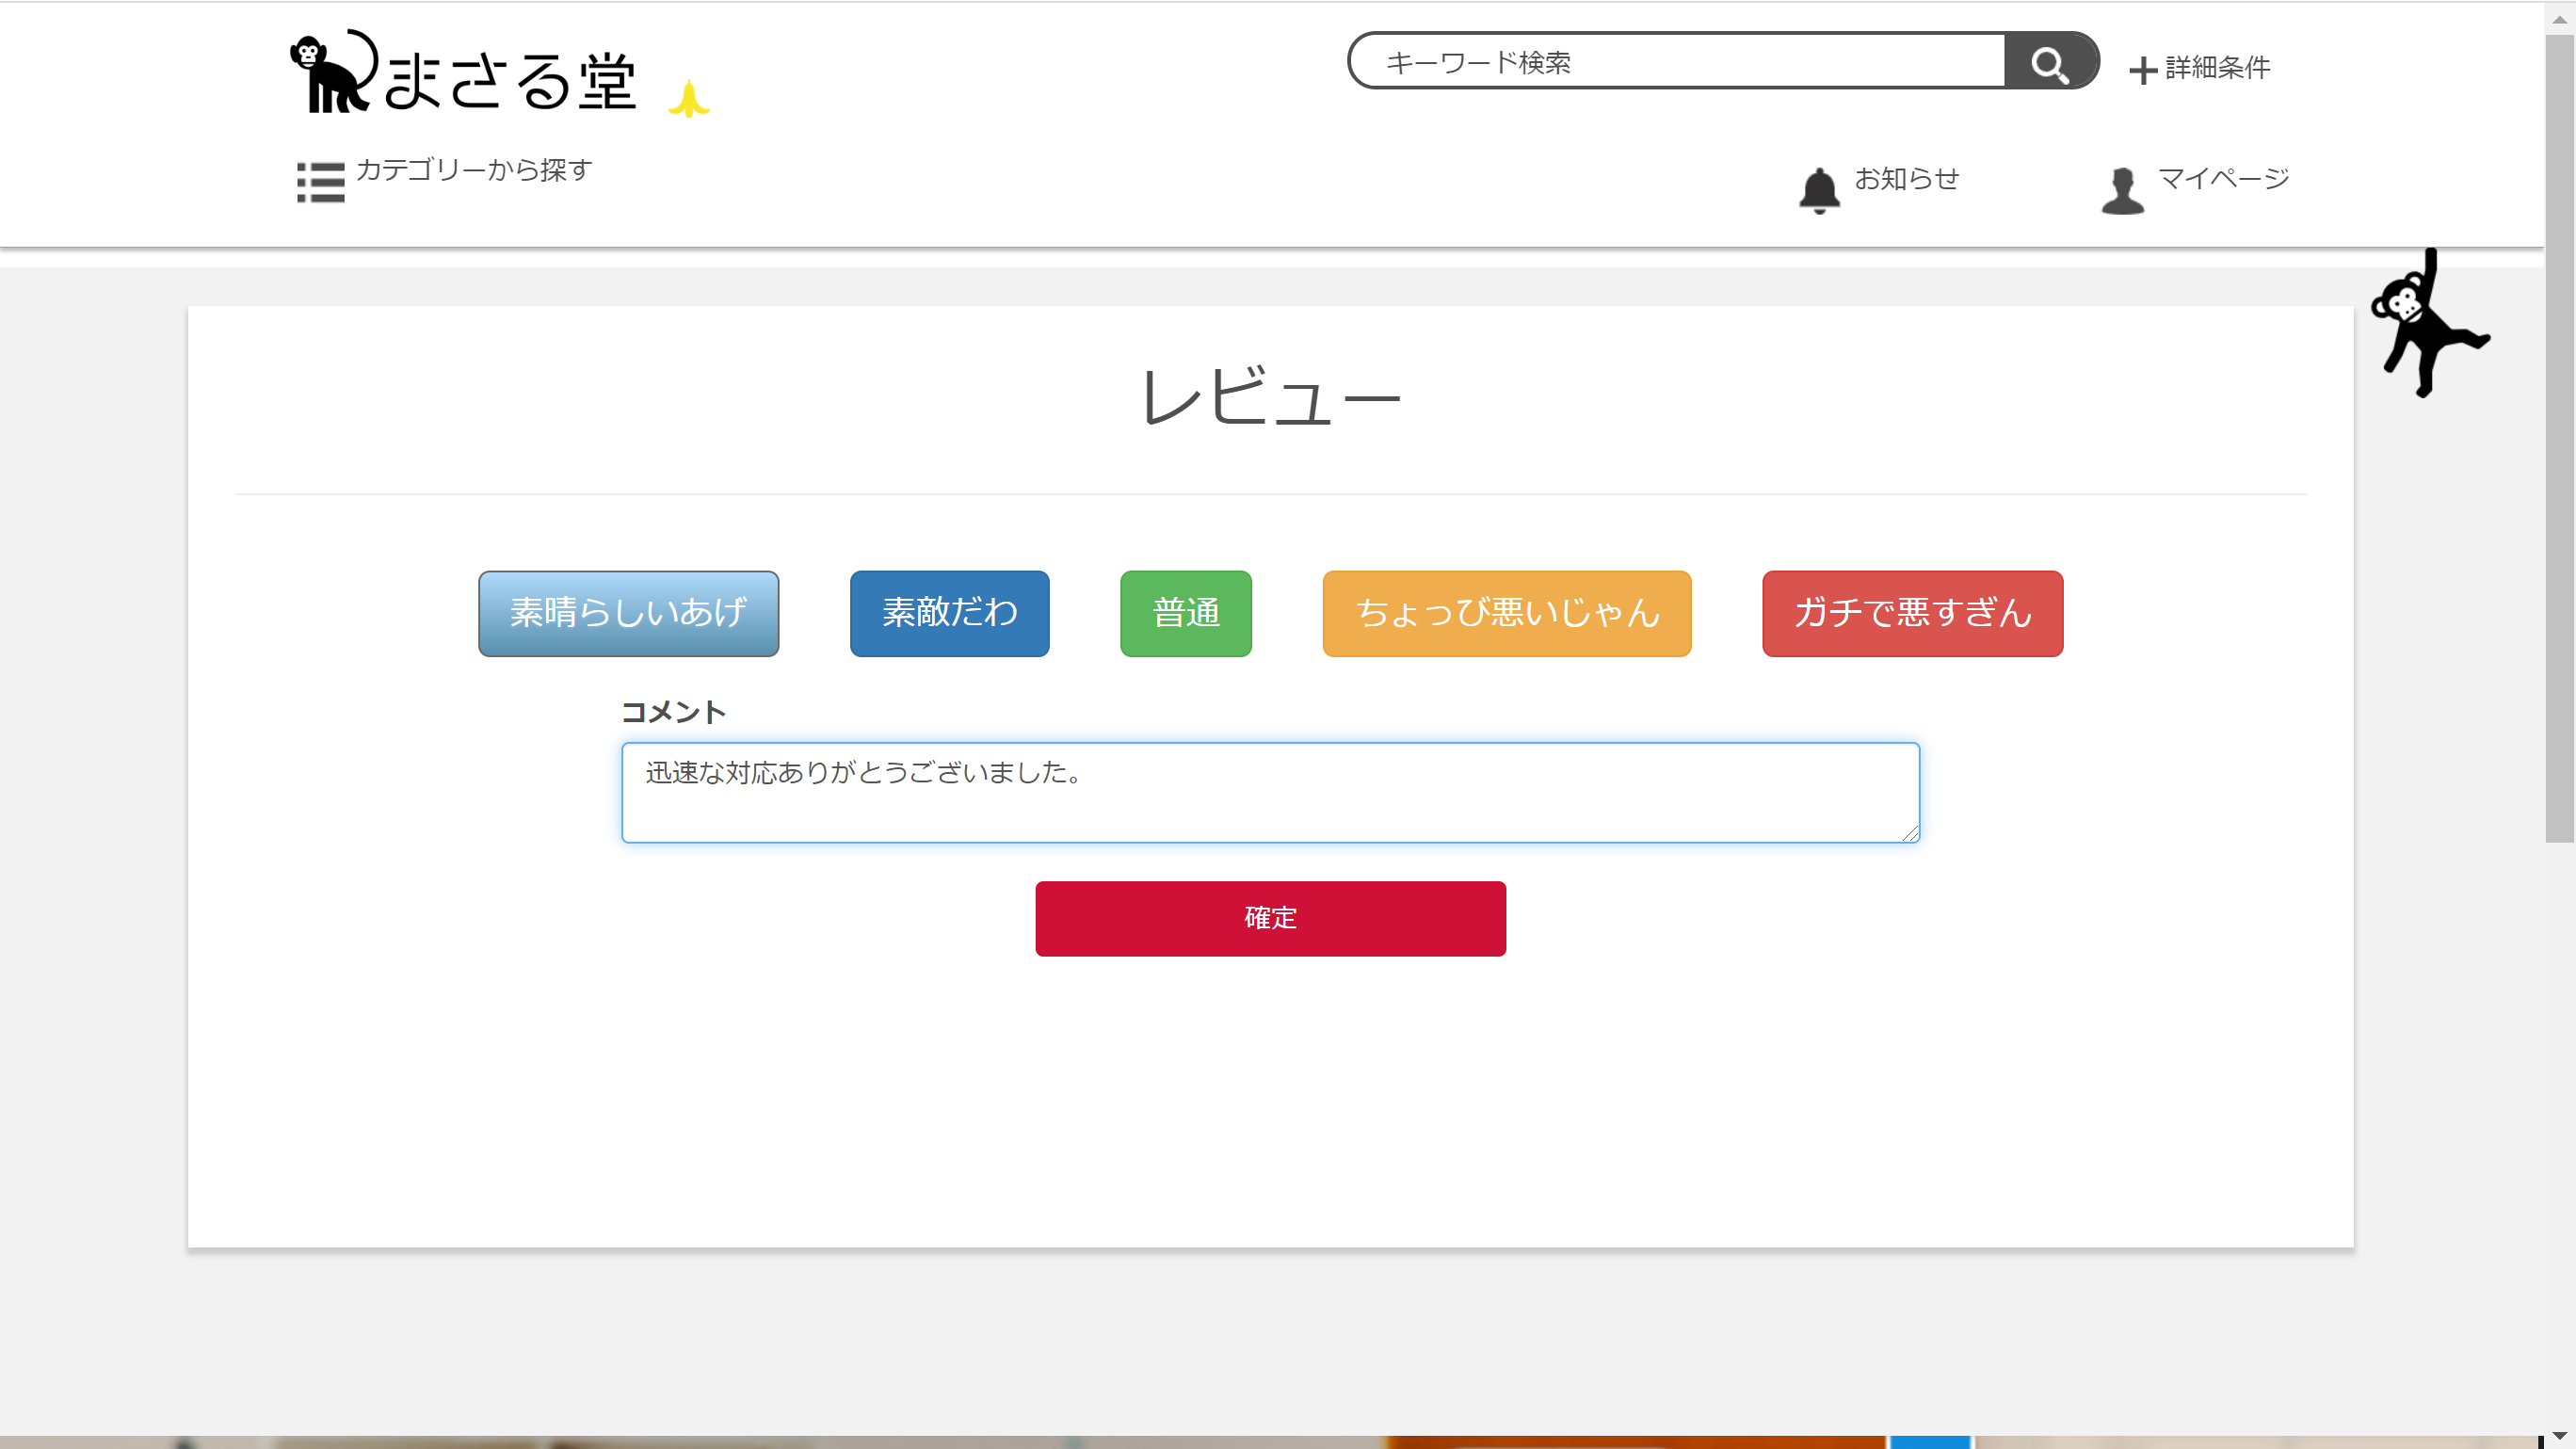 まさる堂
キーワード検索
詳細条件
カテゴリーから探す
お知らせ
マイページ
レビュー
素晴らしいあげ
素敵だわ
普通
ちょっび悪いじゃん
ガチで悪すぎん
コメント
迅速な対応ありがとうございました。
確定